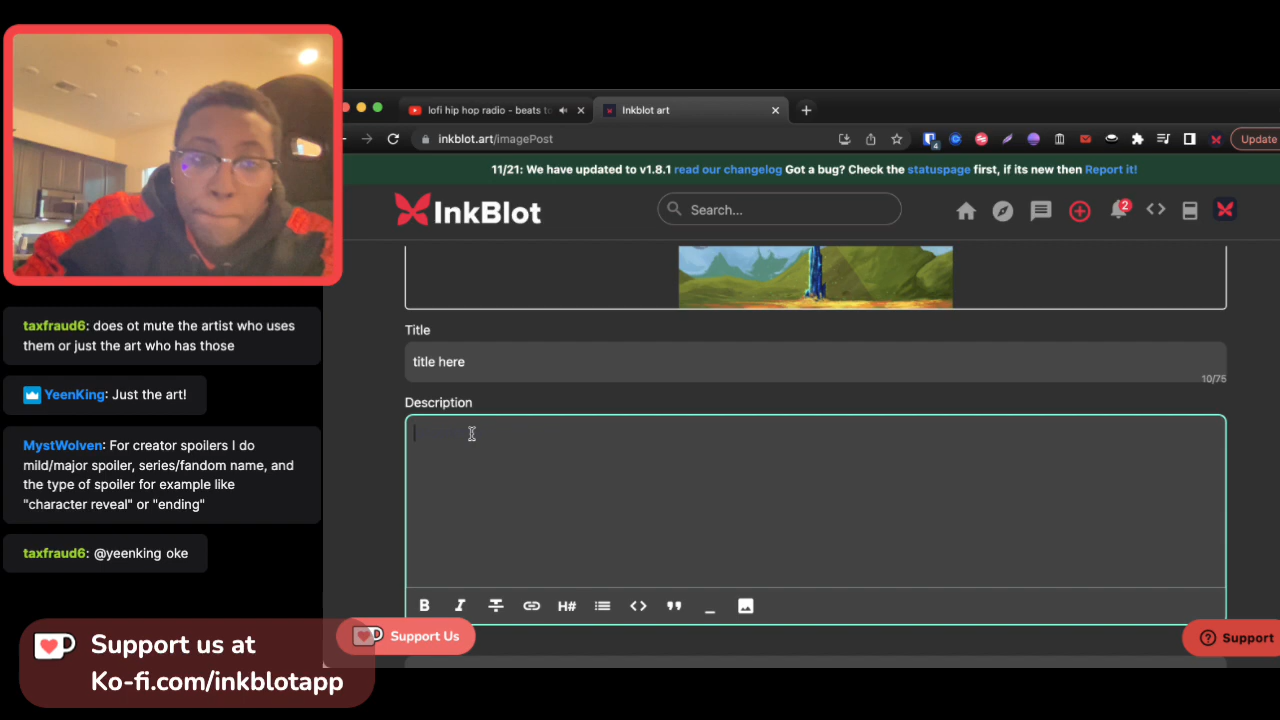 lofi hip hop radio - beats to
Inkblot art
inkblot.art/imagePost
4
Update
11/21: We have updated to v1.8.1 read our changelog Got a bug? Check the statuspage first, if its new then Report it!
InkBlot
Search...
2
taxfraud6: does ot mute the artist who uses
them or just the art who has those
YeenKing: Just the art!
MystWolven: For creator spoilers I do
mild/major spoiler, series/fandom name, and
the type of spoiler for example like
"character reveal" or "ending"
taxfraud6: @yeenking oke
Title
title here
10/75
Description
B I S H# <> _
Support Us
Support
Support us at
Ko-fi.com/inkblotapp